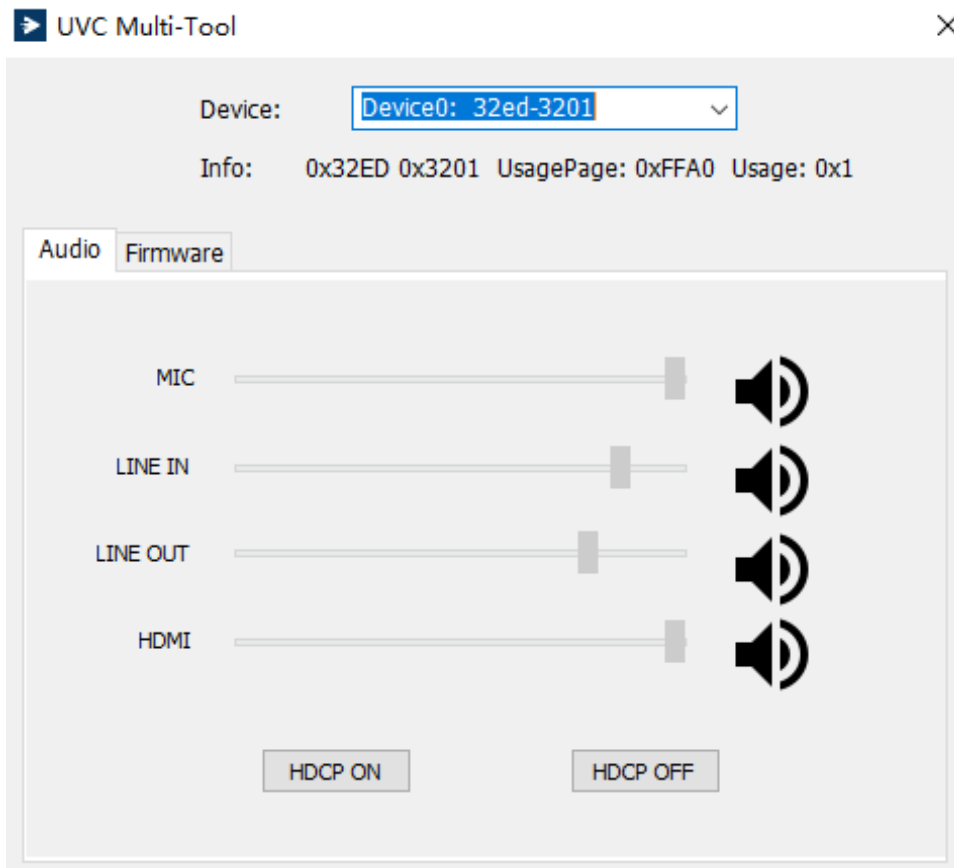 UVC Multi-Tool
Device: Device0: 32ed-3201
Info: 0x32ED 0x3201 UsagePage: 0xFFA0 Usage: 0x1
Audio Firmware
MIC
LINE IN
LINE OUT
HDMI
HDCP ON HDCP OFF